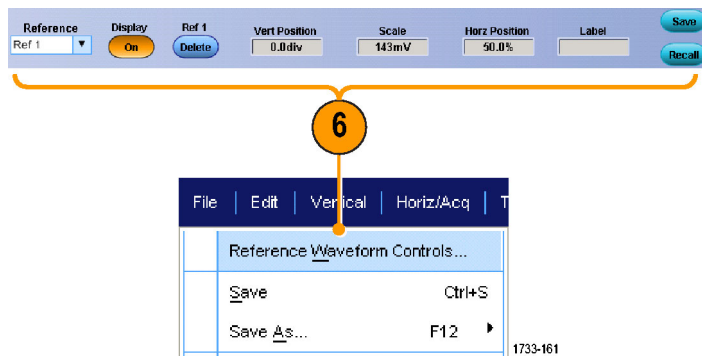 Reference Display Ref 1 Vert Position Scale Horz Position Label Save
Ref 1 On Delete 0.0div 143mV 50.0% Recall
6
File | Edit | Vertical | Horiz/Acq | T
Reference Waveform Controls...
Save Ctrl+S
Save As... F12
1733-161